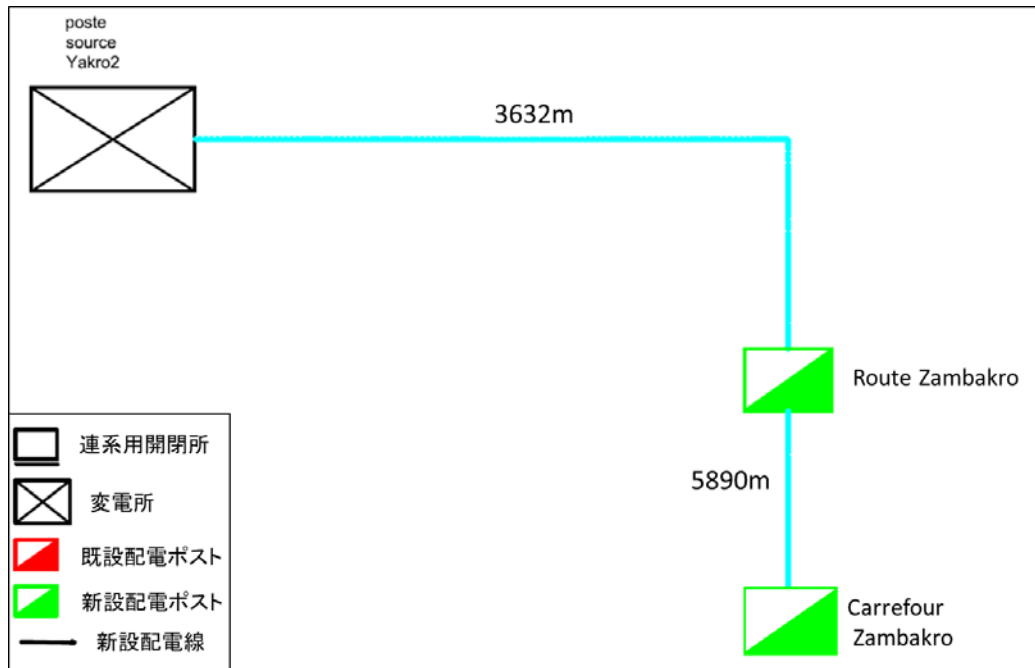 poste
source
Yakro2
3632m
Route Zambakro
5890m
Carrefour
Zambakro
連系用開閉所
変電所
既設配電ポスト
新設配電ポスト
新設配電線